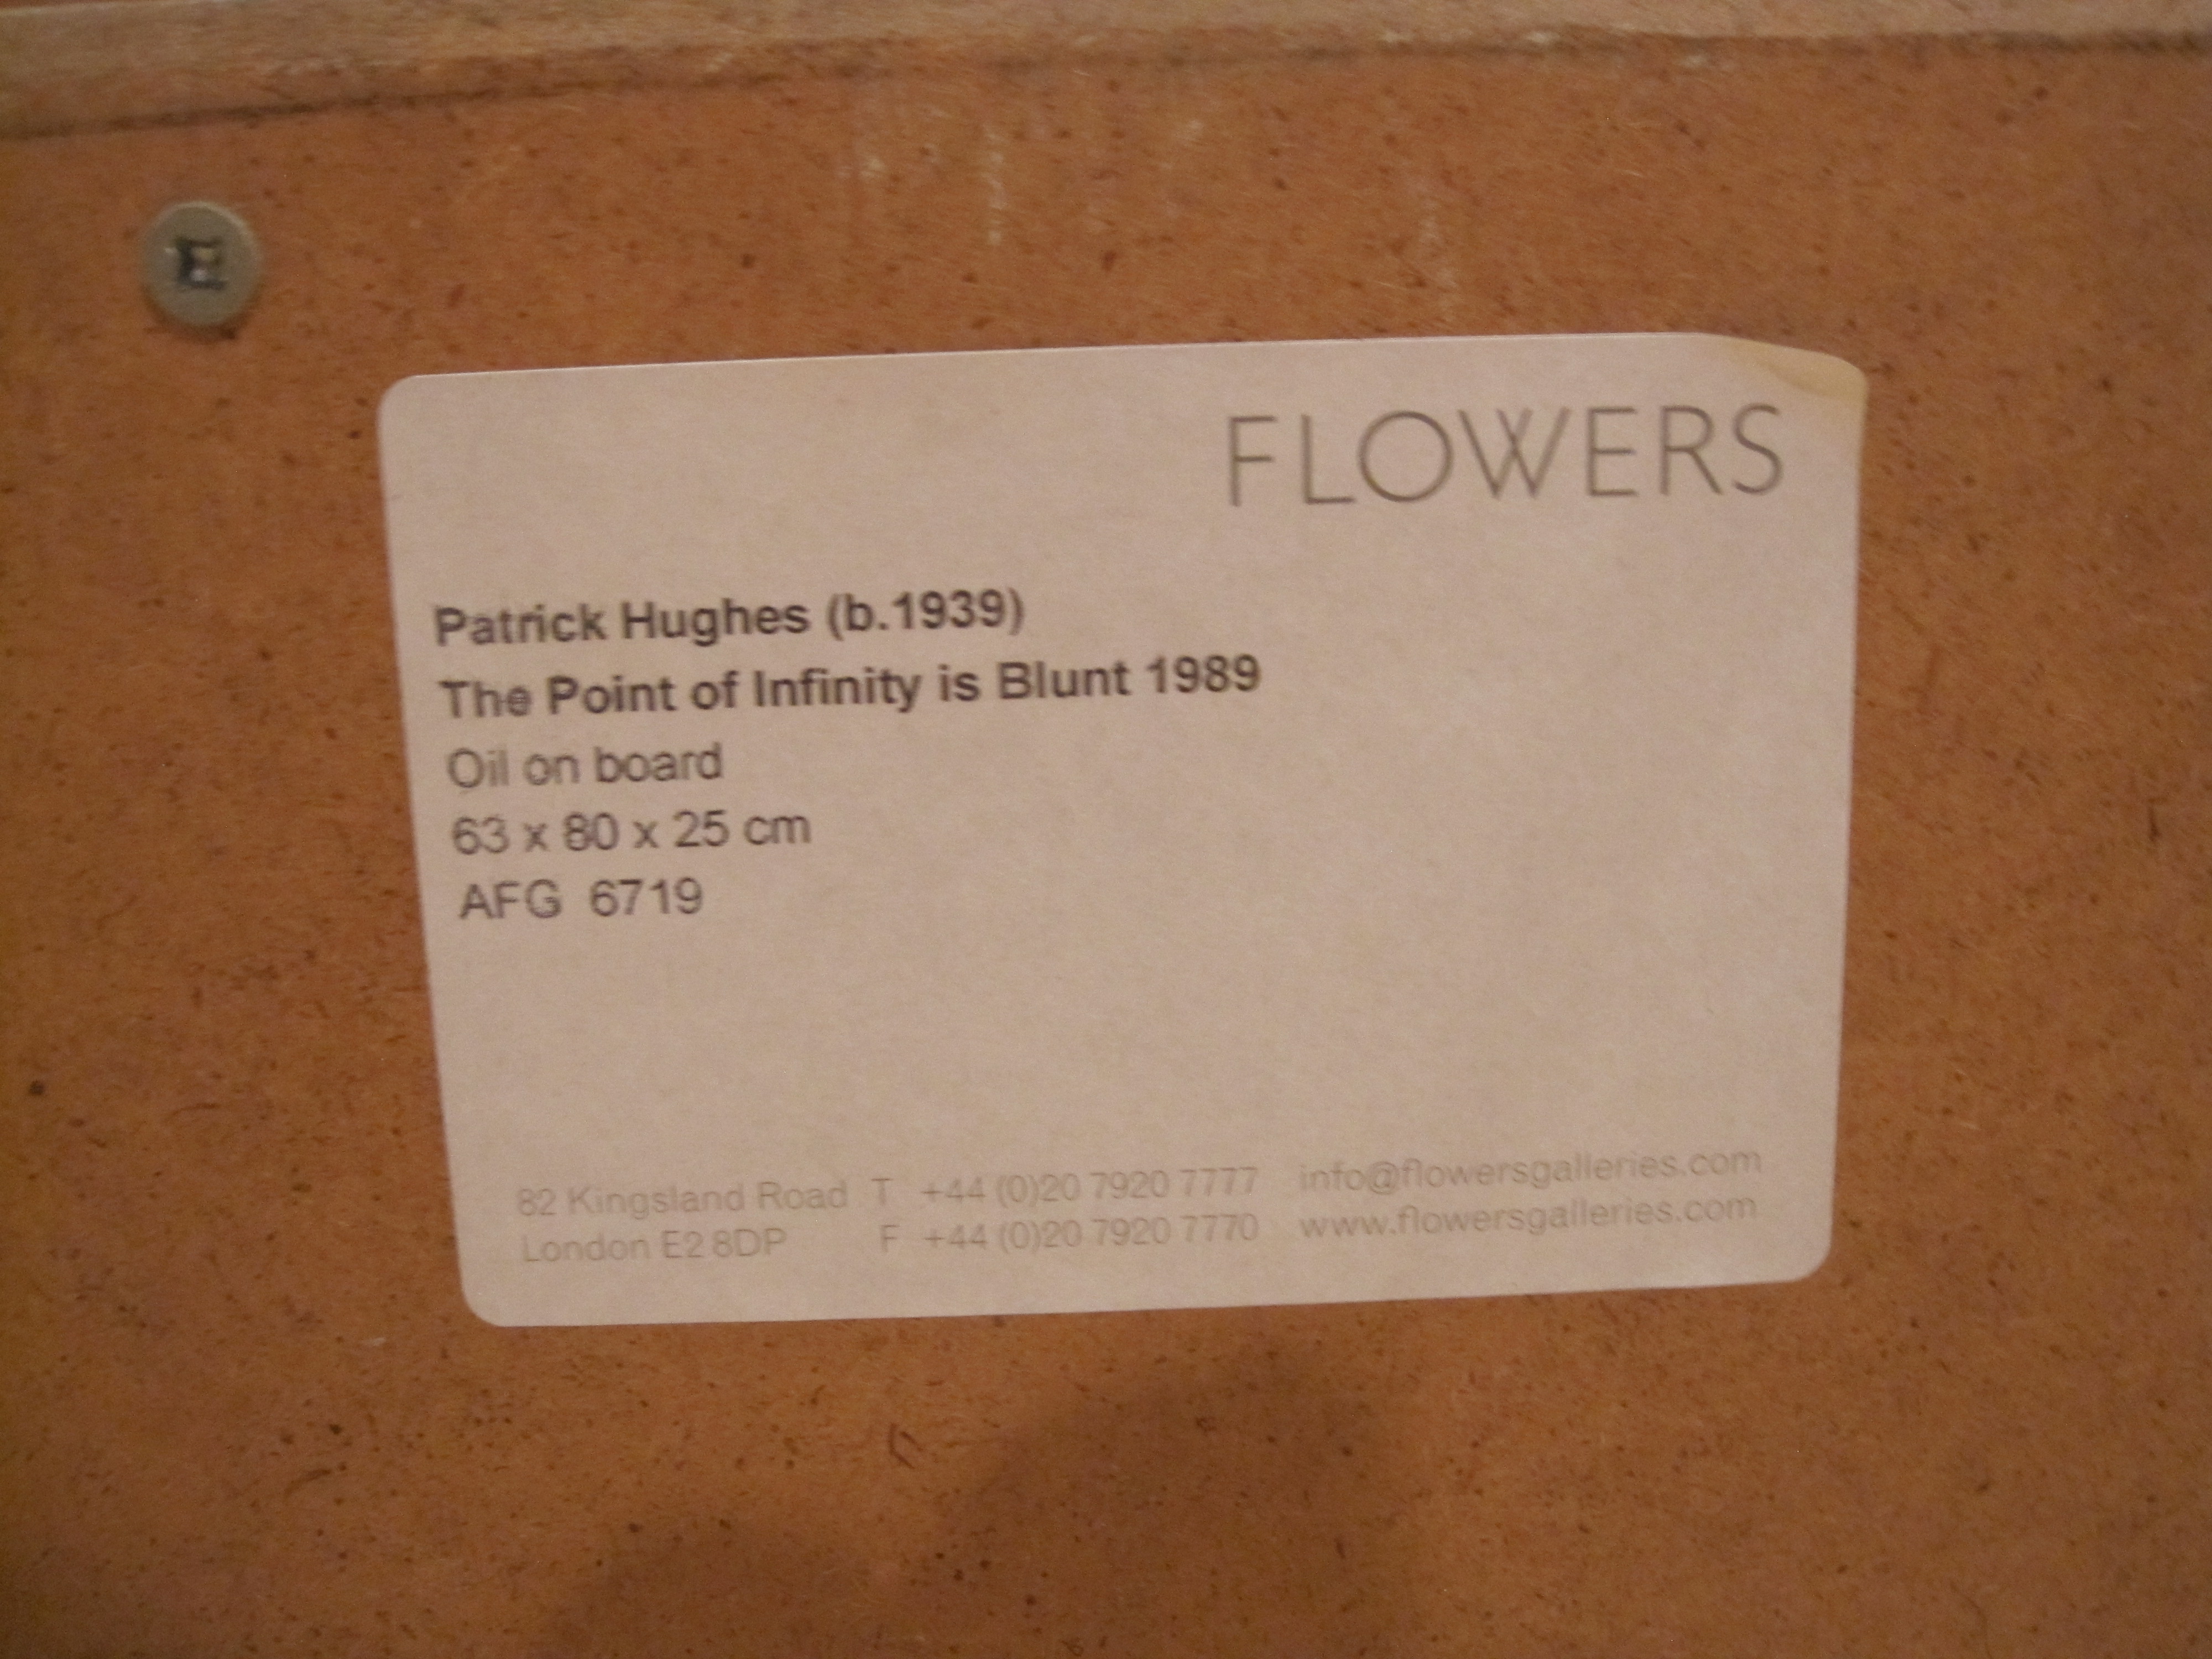 FLOWERS
Patrick Hughes (b.1939)
The Point of Infinity is Blunt 1989
Oil on board
63 x 80 x 25 cm
AFG 6719
82 Kingsland Road T +44 (0)20 7920 7777 info@flowersgalleries.com
London E2 8DP F +44 (0)20 7920 7770 www.flowersgalleries.com